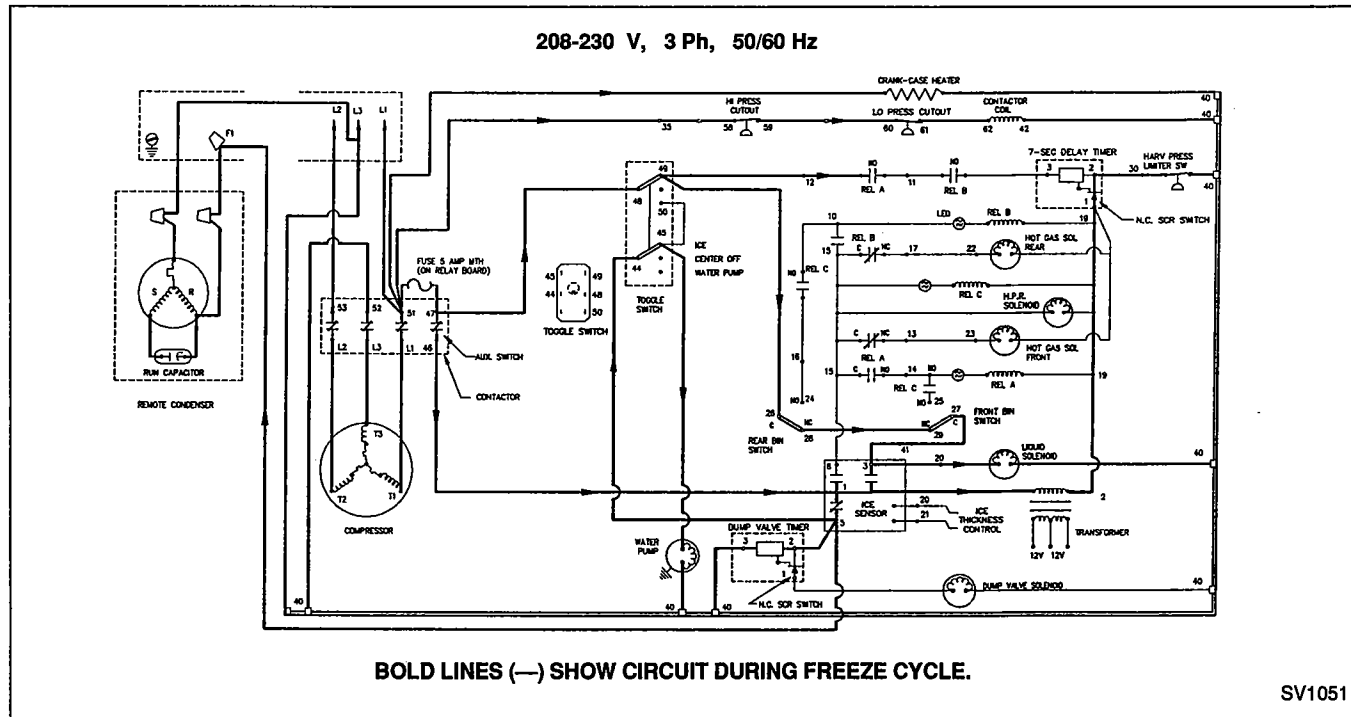 208-230 V, 3 Ph, 50/60 Hz
CRANK-CASE HEATER
40
L2 L3 L1
HI PRESS CUTOUT
LO PRESS CUTOUT
CONTACTOR COIL
35 58 59 60 61 62 42 40
F1
7-SEC DELAY TIMER
HARV PRESS LIMITER SW
49
12
NO
REL A
11
NO
REL B
3 2
30
40
1
N.C. SCR SWITCH
48
50
45
44
ICE
CENTER OFF
WATER PUMP
TOGGLE SWITCH
10
LED
REL B
19
15
REL B
C NC 17 22
HOT GAS SOL REAR
NO
REL C
REL C
H.P.R. SOLENOID
C NC 13 23
REL A
HOT GAS SOL FRONT
16
15
C NO 14 NO
REL C
REL A
19
NO 24
NO 25
FUSE 5 AMP MTH
(ON RELAY BOARD)
45 49
44 48
50
TOGGLE SWITCH
53 52 51 47
L2 L3 L1 46
AUX. SWITCH
CONTACTOR
S R
RUN CAPACITOR
REMOTE CONDENSER
T3
T2 T1
COMPRESSOR
26
C
NC
28
REAR BIN SWITCH
27
NC C
29
FRONT BIN SWITCH
41
20
LIQUID SOLENOID
40
6 3
1
5
ICE SENSOR
20
21
ICE THICKNESS CONTROL
2
TRANSFORMER
12V 12V
WATER PUMP
DUMP VALVE TIMER
3 2
1
N.C. SCR SWITCH
DUMP VALVE SOLENOID
40
40 40 40
BOLD LINES (—) SHOW CIRCUIT DURING FREEZE CYCLE.
SV1051